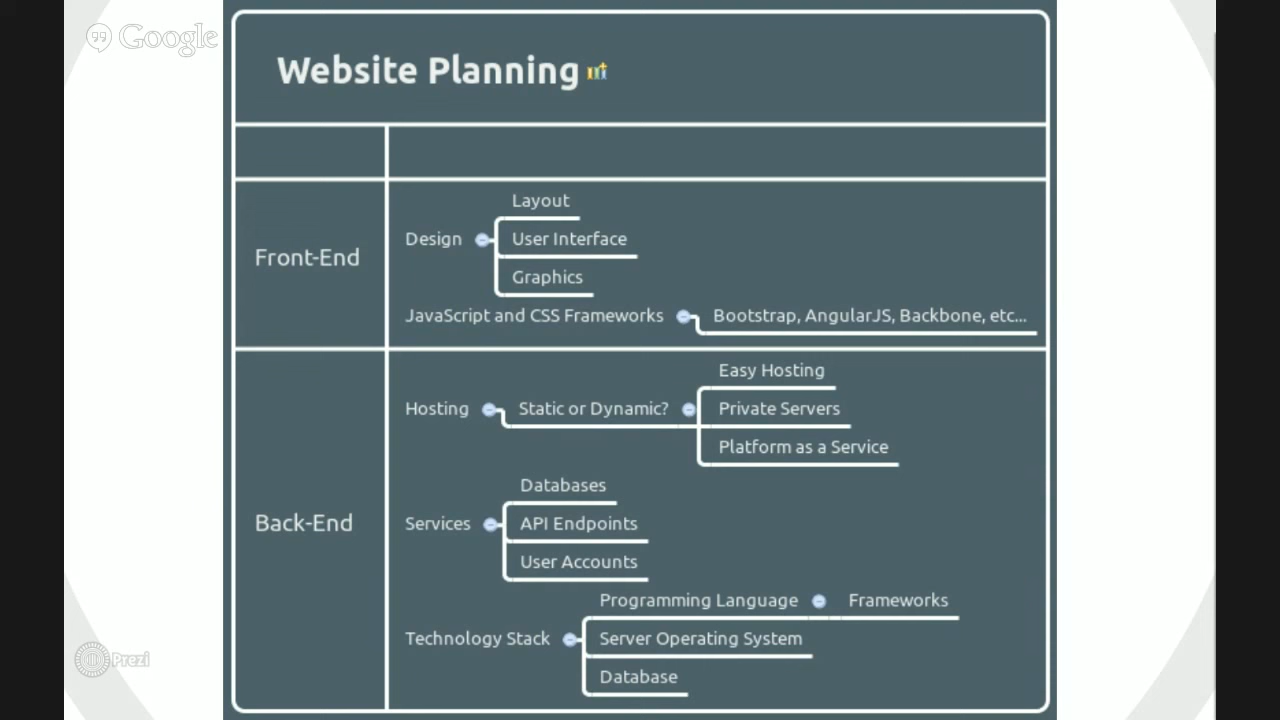 Google
Website Planning
Front-End
Design
Layout
User Interface
Graphics
JavaScript and CSS Frameworks
Bootstrap, AngularJS, Backbone, etc...
Back-End
Hosting
Static or Dynamic?
Easy Hosting
Private Servers
Platform as a Service
Services
Databases
API Endpoints
User Accounts
Technology Stack
Programming Language
Frameworks
Server Operating System
Database
Prezi